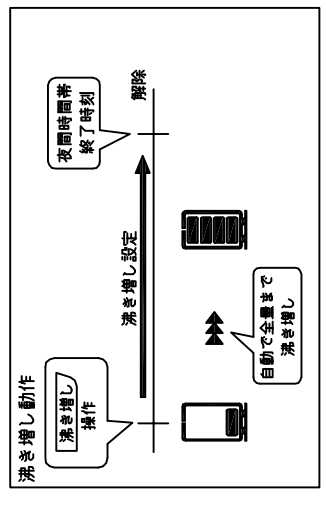 沸き増し動作
沸き増し
操作
沸き増し設定
夜間時間帯
終了時刻
解除
自動で全量まで
沸き増し